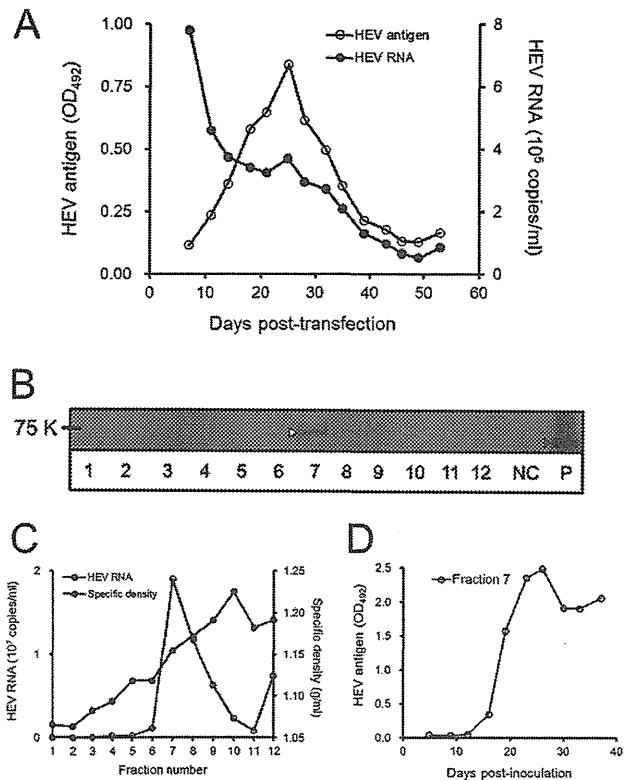 A
HEV antigen (OD492)
1.00
0.75
0.50
0.25
0.00
HEV antigen
HEV RNA
8
6
4
2
0
HEV RNA (10^5 copies/ml)
0 10 20 30 40 50 60
Days post-transfection
B
75 K
1 2 3 4 5 6 7 8 9 10 11 12 NC P
C
HEV RNA (10^7 copies/ml)
2
1
0
HEV RNA
Specific density
1.25
1.20
1.15
1.10
1.05
Specific density (g/ml)
1 2 3 4 5 6 7 8 9 10 11 12
Fraction number
D
HEV antigen (OD492)
2.5
2.0
1.5
1.0
0.5
0.0
Fraction 7
0 10 20 30 40
Days post-inoculation